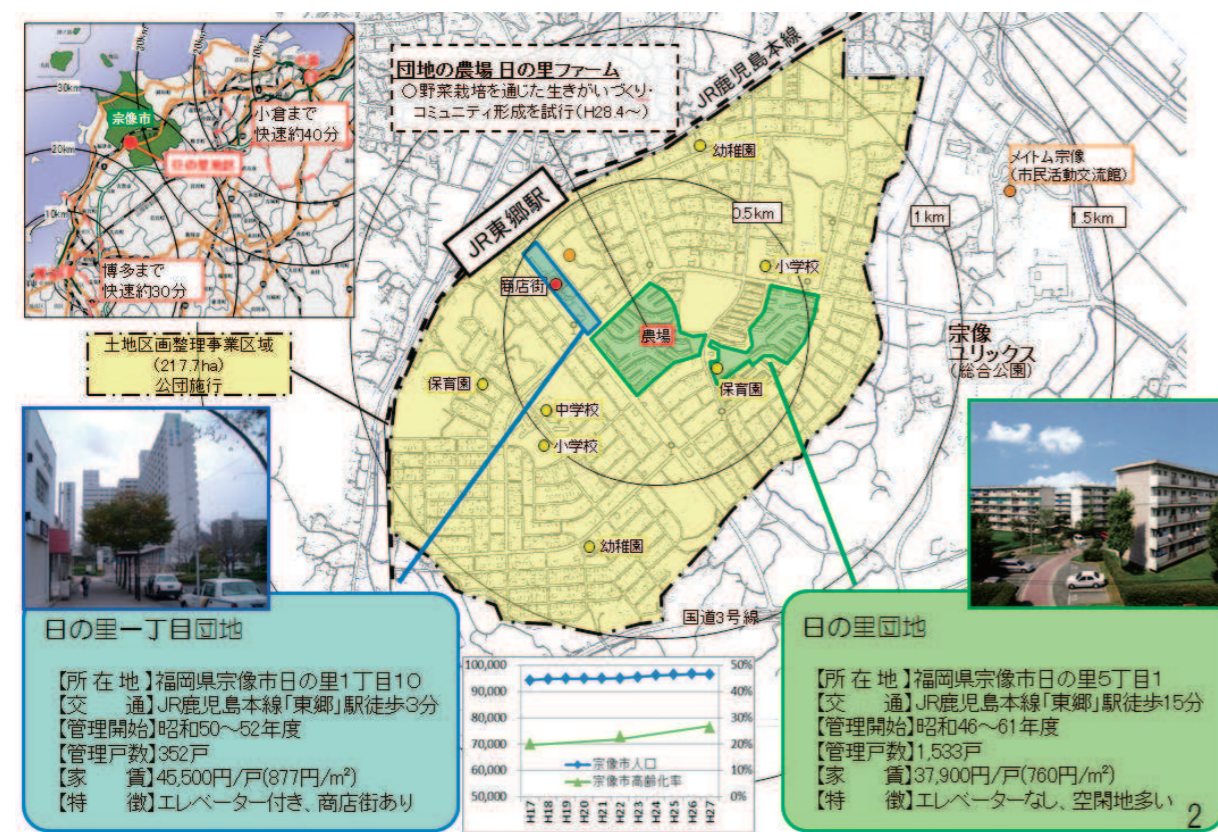 30km
20km
10km
20km
10km
宗像市
日の里地区
小倉まで
快速約40分
博多まで
快速約30分
団地の農場 日の里ファーム
○野菜栽培を通じた生きがいづくり・
コミュニティ形成を試行(H28.4~)
JR鹿児島本線
JR東郷駅
幼稚園
メイトム宗像
(市民活動交流館)
0.5km
1km
1.5km
小学校
商店街
農場
宗像
ユリックス
(総合公園)
土地区画整理事業区域
(217.7ha)
公団施行
保育園
保育園
中学校
小学校
幼稚園
国道3号線
日の里一丁目団地
【所在地】福岡県宗像市日の里1丁目10
【交 通】JR鹿児島本線「東郷」駅徒歩3分
【管理開始】昭和50~52年度
【管理戸数】352戸
【家 賃】45,500円/戸(877円/m²)
【特 徴】エレベーター付き、商店街あり
100,000
90,000
80,000
70,000
60,000
50,000
50%
40%
30%
20%
10%
0%
宗像市人口
宗像市高齢化率
H17
H18
H19
H20
H21
H22
H23
H24
H25
H26
H27
日の里団地
【所在地】福岡県宗像市日の里5丁目1
【交 通】JR鹿児島本線「東郷」駅徒歩15分
【管理開始】昭和46~61年度
【管理戸数】1,533戸
【家 賃】37,900円/戸(760円/m²)
【特 徴】エレベーターなし、空閑地多い
2